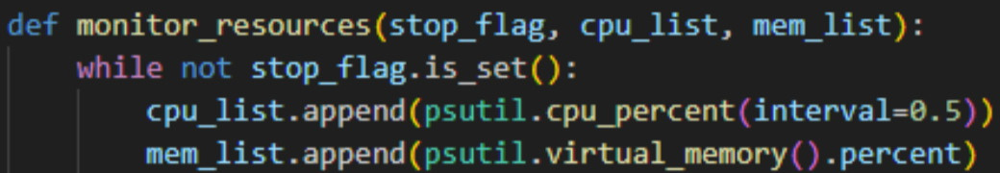 def monitor_resources(stop_flag, cpu_list, mem_list):
    while not stop_flag.is_set():
        cpu_list.append(psutil.cpu_percent(interval=0.5))
        mem_list.append(psutil.virtual_memory().percent)